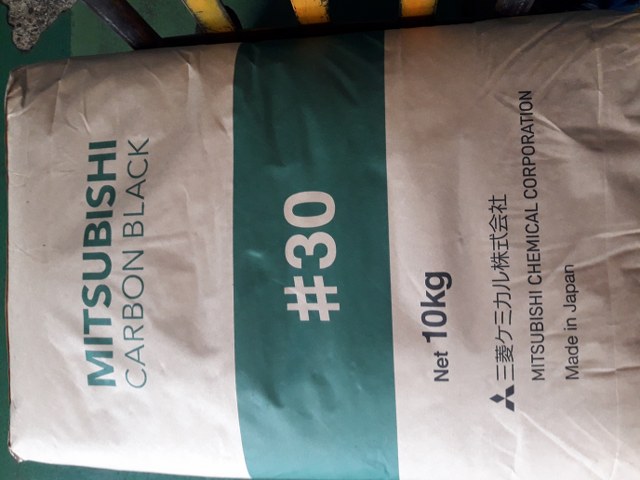 MITSUBISHI
CARBON BLACK
#30
Net 10kg
三菱ケミカル株式会社
MITSUBISHI CHEMICAL CORPORATION
Made in Japan